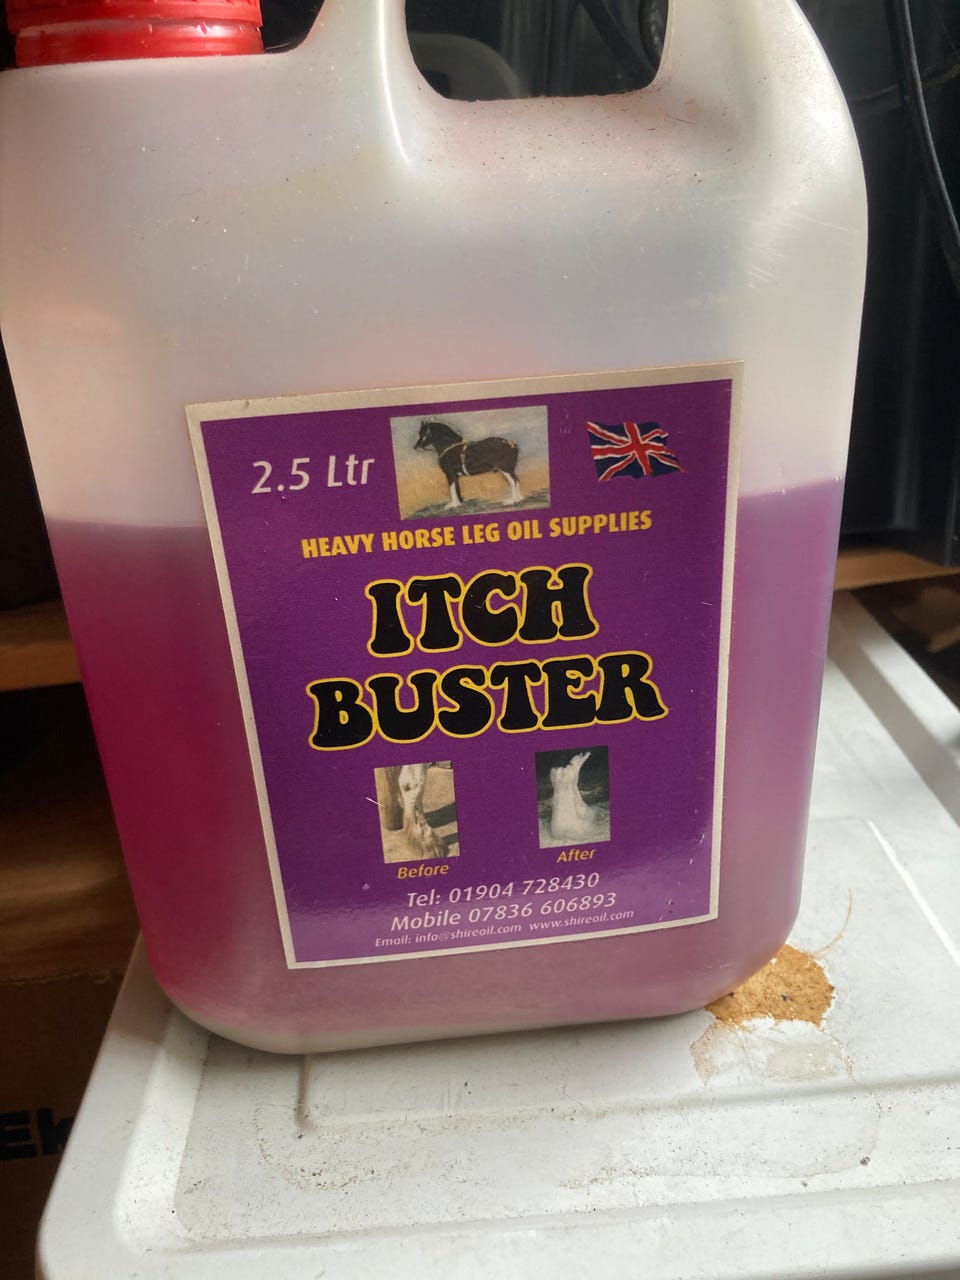 2.5 Ltr
HEAVY HORSE LEG OIL SUPPLIES
ITCH
BUSTER
Before
After
Tel: 01904 728430
Mobile 07836 606893
Email: info@shireoil.com www.shireoil.com